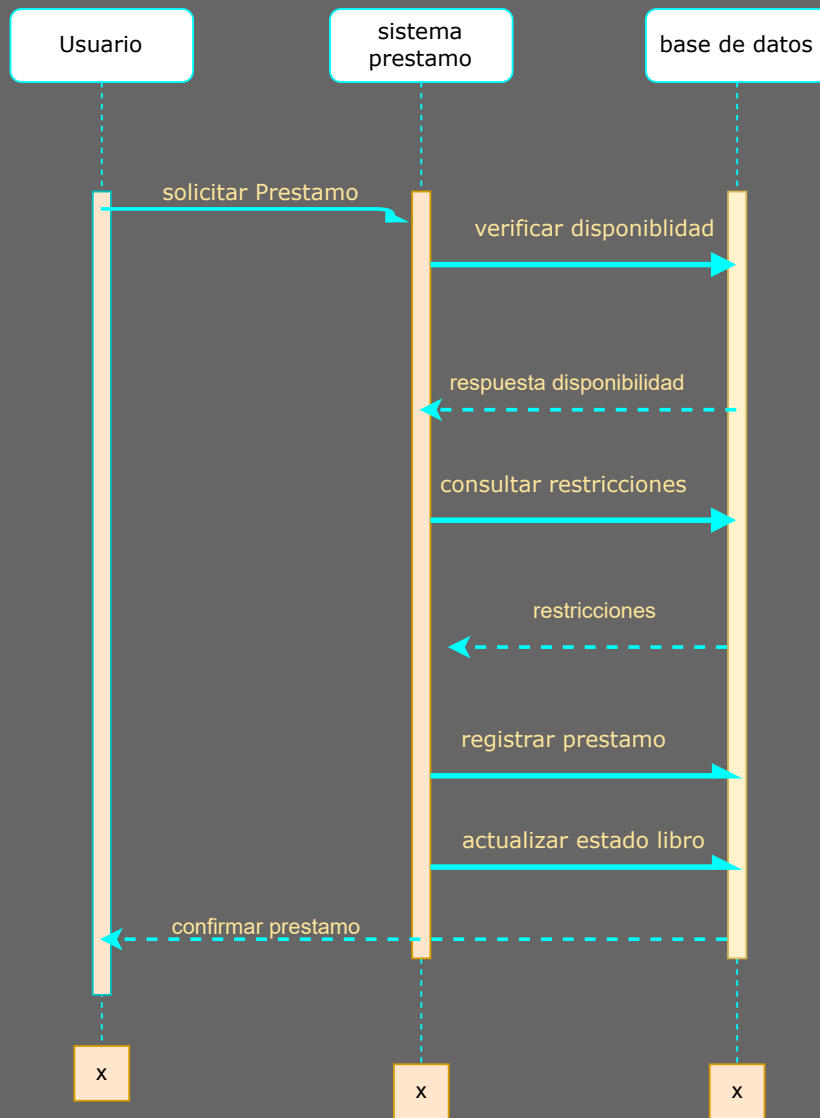 Usuario
sistema
prestamo
base de datos
solicitar Prestamo
verificar disponiblidad
respuesta disponibilidad
consultar restricciones
restricciones
registrar prestamo
actualizar estado libro
confirmar prestamo
x
x
x